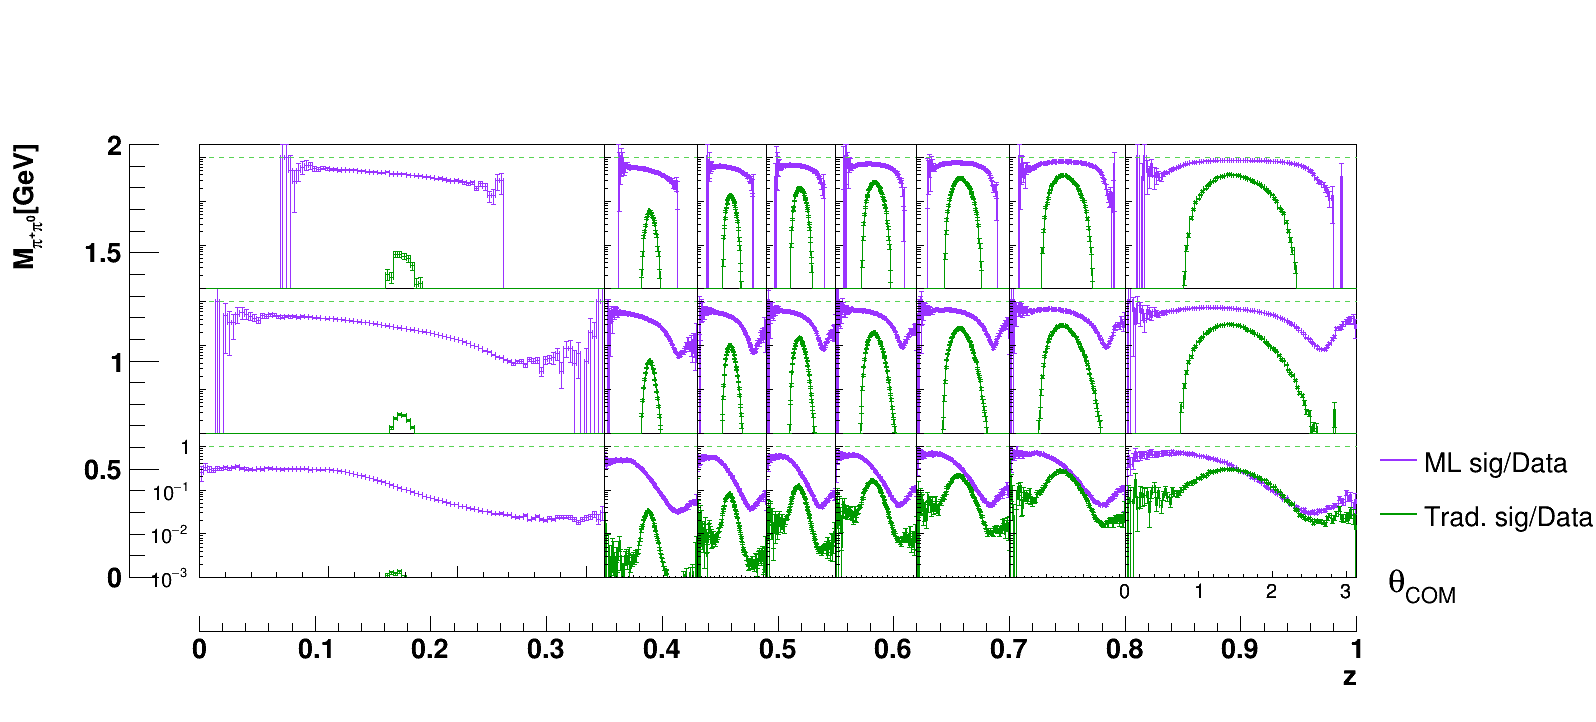 M_{π⁺π⁰}[GeV]
2
1.5
1
0.5
0
1
10⁻¹
10⁻²
10⁻³
ML sig/Data
Trad. sig/Data
0 1 2 3
θ_COM
0 0.1 0.2 0.3 0.4 0.5 0.6 0.7 0.8 0.9 1
z